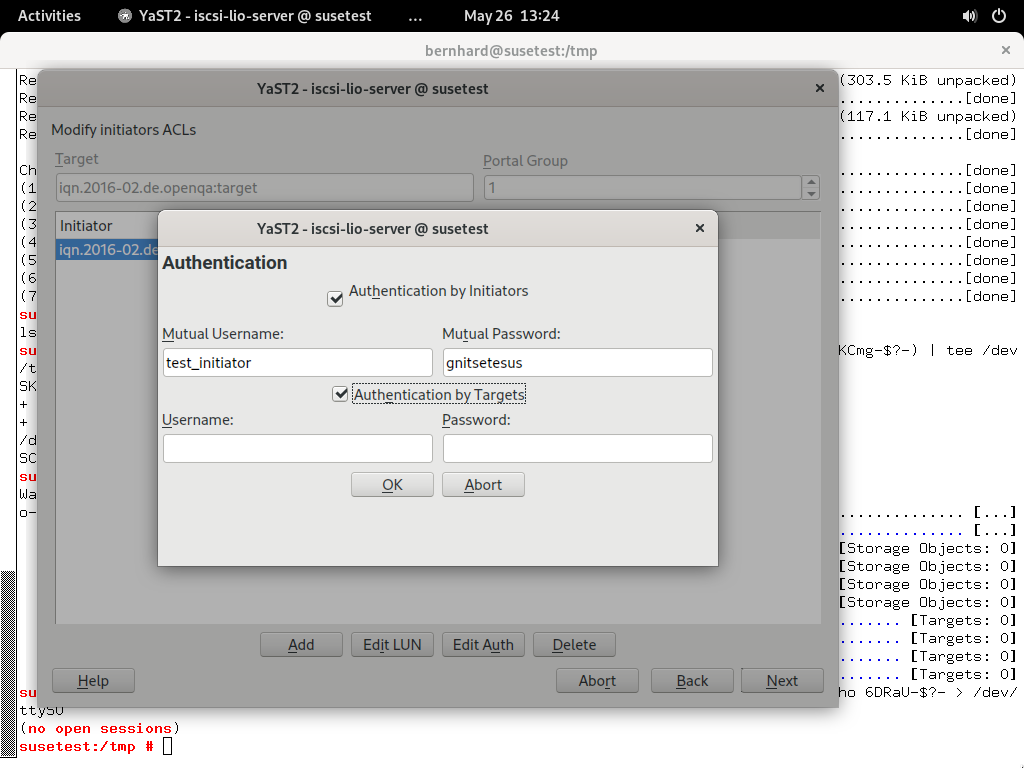 Activities
YaST2 - iscsi-lio-server @ susetest
...
May 26 13:24
bernhard@susetest:/tmp
Re
(303.5 KiB unpacked)
Re
..............[done]
Re
(117.1 KiB unpacked)
Re
..............[done]
YaST2 - iscsi-lio-server @ susetest
Modify initiators ACLs
Target
Portal Group
iqn.2016-02.de.openqa:target
1
Initiator
iqn.2016-02.de
Ch
..............[done]
(1
..............[done]
(2
..............[done]
(3
..............[done]
(4
..............[done]
(5
..............[done]
(6
..............[done]
(7
..............[done]
su
ls
su
KCmg-$?-) | tee /dev
/t
SK
+
+
/d
SC
su
Wa
o-
.............. [...]
.............. [...]
[Storage Objects: 0]
[Storage Objects: 0]
[Storage Objects: 0]
[Storage Objects: 0]
....... [Targets: 0]
....... [Targets: 0]
....... [Targets: 0]
....... [Targets: 0]
YaST2 - iscsi-lio-server @ susetest
Authentication
Authentication by Initiators
Mutual Username:
Mutual Password:
test_initiator
gnitsetesus
Authentication by Targets
Username:
Password:
OK
Abort
Add
Edit LUN
Edit Auth
Delete
Help
Abort
Back
Next
su
ho 6DRaU-$?- > /dev/
ttyS0
(no open sessions)
susetest:/tmp #